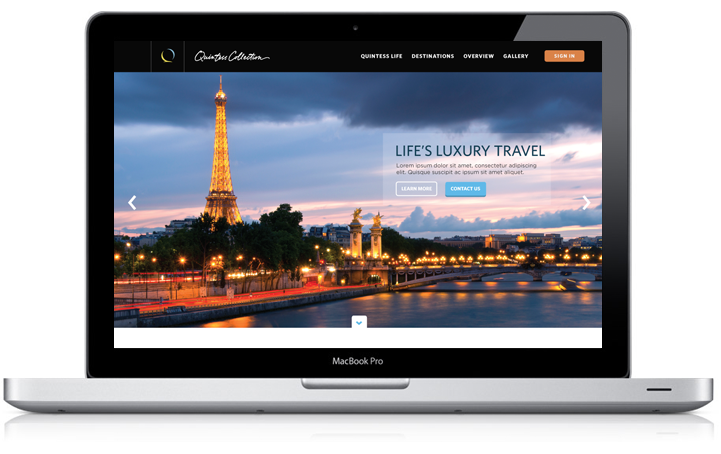 Quintess Collection
QUINTESS LIFE DESTINATIONS OVERVIEW GALLERY SIGN IN
LIFE'S LUXURY TRAVEL
Lorem ipsum dolor sit amet, consectetur adipiscing
elit. Quisque suscipit ac ipsum sit amet aliquet.
LEARN MORE CONTACT US
MacBook Pro